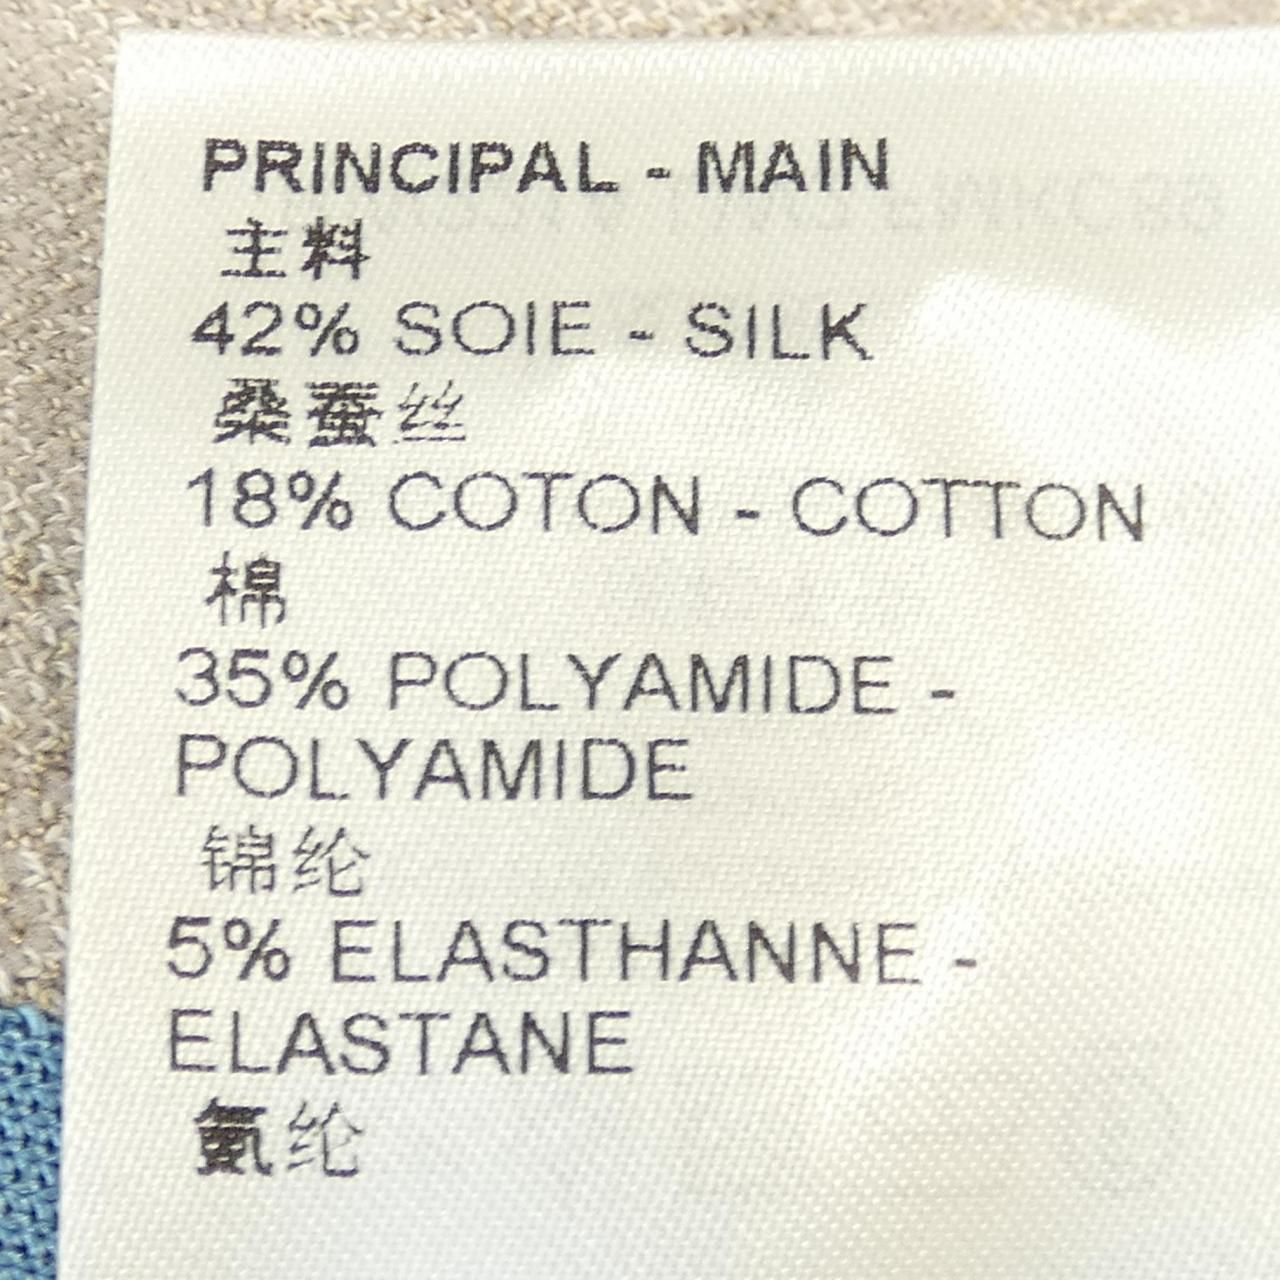 PRINCIPAL - MAIN
主料
42% SOIE - SILK
桑蚕丝
18% COTON - COTTON
棉
35% POLYAMIDE -
POLYAMIDE
锦纶
5% ELASTHANNE -
ELASTANE
氨纶